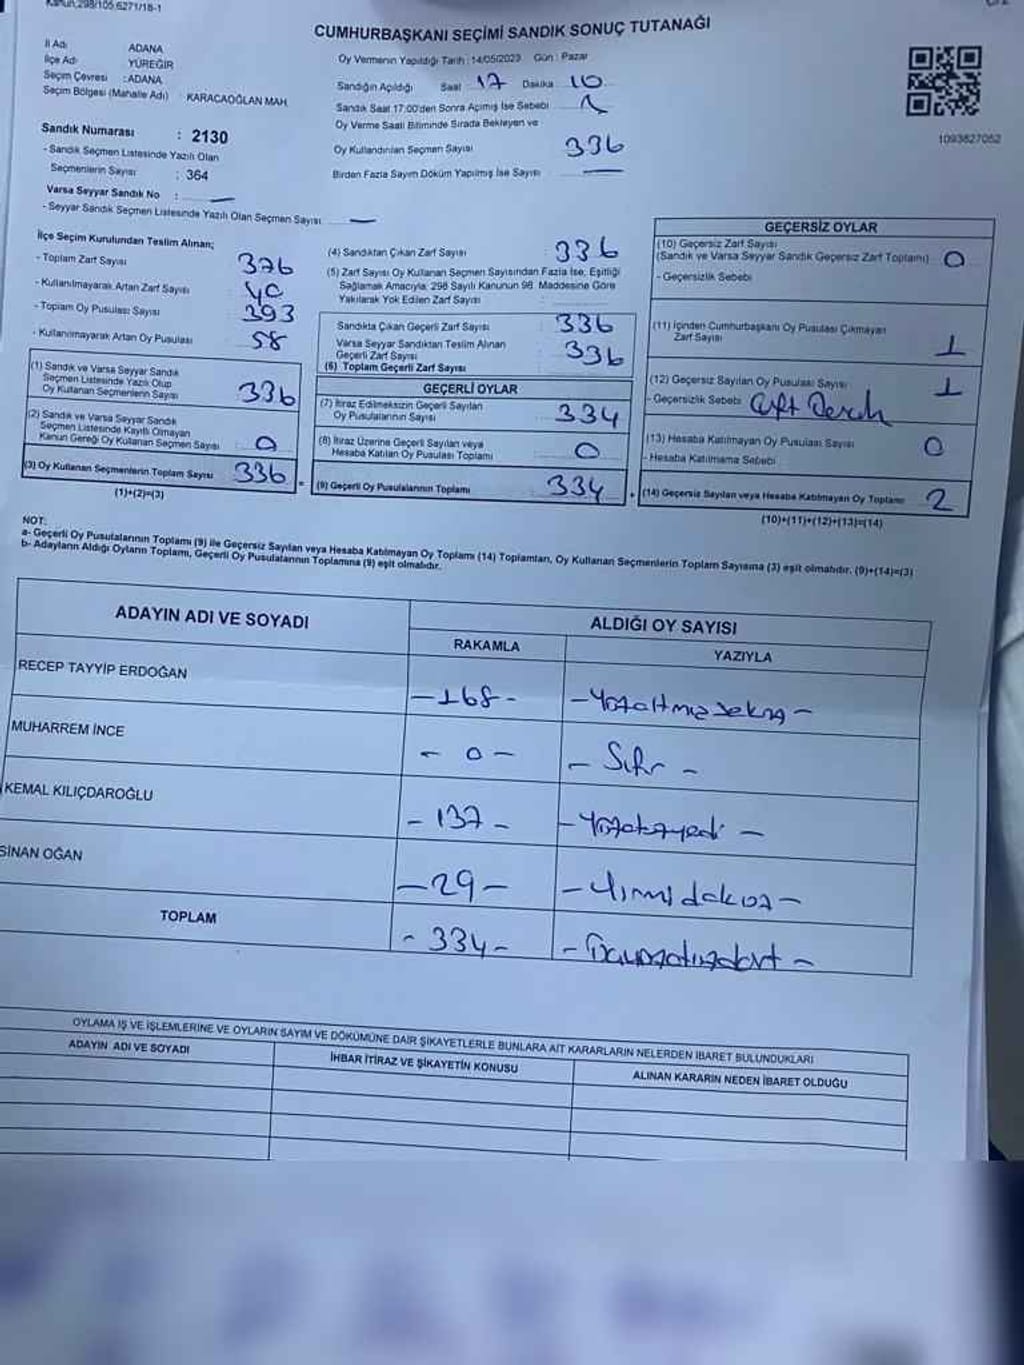 Kanun,298/105,6271/18-1
CUMHURBAŞKANI SEÇİMİ SANDIK SONUÇ TUTANAĞI
İl Adı ADANA
İlçe Adı YÜREĞİR
Seçim Çevresi :ADANA
Seçim Bölgesi (Mahalle Adı) : KARACAOĞLAN MAH.
Sandık Numarası : 2130
- Sandık Seçmen Listesinde Yazılı Olan
Seçmenlerin Sayısı : 364
Varsa Seyyar Sandık No : —
- Seyyar Sandık Seçmen Listesinde Yazılı Olan Seçmen Sayısı —
Oy Vermenin Yapıldığı Tarih : 14/05/2023 Gün : Pazar
Sandığın Açıldığı Saat 17 Dakika 10
Sandık Saat 17:00'den Sonra Açımış İse Sebebi
Oy Verme Saati Bitiminde Sırada Bekleyen ve
Oy Kullandırılan Seçmen Sayısı 336
Birden Fazla Sayım Döküm Yapılmış İse Sayısı —
1093627052
İlçe Seçim Kurulundan Teslim Alınan;
- Toplam Zarf Sayısı 376
- Kullanılmayarak Artan Zarf Sayısı 40
- Toplam Oy Pusulası Sayısı 393
- Kullanılmayarak Artan Oy Pusulası 58
(1) Sandık ve Varsa Seyyar Sandık
Seçmen Listesinde Yazılı Olup
Oy Kullanan Seçmenlerin Sayısı 336
(2) Sandık ve Varsa Seyyar Sandık
Seçmen Listesinde Kayıtlı Olmayan
Kanun Gereği Oy Kullanan Seçmen Sayısı 0
(3) Oy Kullanan Seçmenlerin Toplam Sayısı 336
(1)+(2)=(3)
(4) Sandıktan Çıkan Zarf Sayısı 336
(5) Zarf Sayısı Oy Kullanan Seçmen Sayısından Fazla İse, Eşitliği
Sağlamak Amacıyla, 298 Sayılı Kanunun 98. Maddesine Göre
Yakılarak Yok Edilen Zarf Sayısı :
Sandıkta Çıkan Geçerli Zarf Sayısı 336
Varsa Seyyar Sandıktan Teslim Alınan
Geçerli Zarf Sayısı
(6) Toplam Geçerli Zarf Sayısı 336
GEÇERLİ OYLAR
(7) İtiraz Edilmeksizin Geçerli Sayılan
Oy Pusulalarının Sayısı 334
(8) İtiraz Üzerine Geçerli Sayılan veya
Hesaba Katılan Oy Pusulası Toplamı 0
= (9) Geçerli Oy Pusulalarının Toplamı 334
GEÇERSİZ OYLAR
(10) Geçersiz Zarf Sayısı
(Sandık ve Varsa Seyyar Sandık Geçersiz Zarf Toplamı) 0
- Geçersizlik Sebebi
(11) İçinden Cumhurbaşkanı Oy Pusulası Çıkmayan
Zarf Sayısı 1
(12) Geçersiz Sayılan Oy Pusulası Sayısı 1
- Geçersizlik Sebebi Çift
(13) Hesaba Katılmayan Oy Pusulası Sayısı 0
- Hesaba Katılmama Sebebi
+ (14) Geçersiz Sayılan veya Hesaba Katılmayan Oy Toplamı 2
(10)+(11)+(12)+(13)=(14)
NOT:
a- Geçerli Oy Pusulalarının Toplamı (9) ile Geçersiz Sayılan veya Hesaba Katılmayan Oy Toplamı (14) Toplamları, Oy Kullanan Seçmenlerin Toplam Sayısına (3) eşit olmalıdır. (9)+(14)=(3)
b- Adayların Aldığı Oyların Toplamı, Geçerli Oy Pusulalarının Toplamına (9) eşit olmalıdır.
ADAYIN ADI VE SOYADI ALDIĞI OY SAYISI
RAKAMLA YAZIYLA
RECEP TAYYİP ERDOĞAN -168- -Yüzaltmışsekiz-
MUHARREM İNCE - 0 - - Sıfır -
KEMAL KILIÇDAROĞLU - 137 - - Yüzotuzyedi -
SİNAN OĞAN - 29 - - Yirmidokuz -
TOPLAM - 334 - - Üçyüzotuzdört -
OYLAMA İŞ VE İŞLEMLERİNE VE OYLARIN SAYIM VE DÖKÜMÜNE DAİR ŞİKAYETLERLE BUNLARA AİT KARARLARIN NELERDEN İBARET BULUNDUKLARI
ADAYIN ADI VE SOYADI İHBAR İTİRAZ VE ŞİKAYETİN KONUSU ALINAN KARARIN NEDEN İBARET OLDUĞU